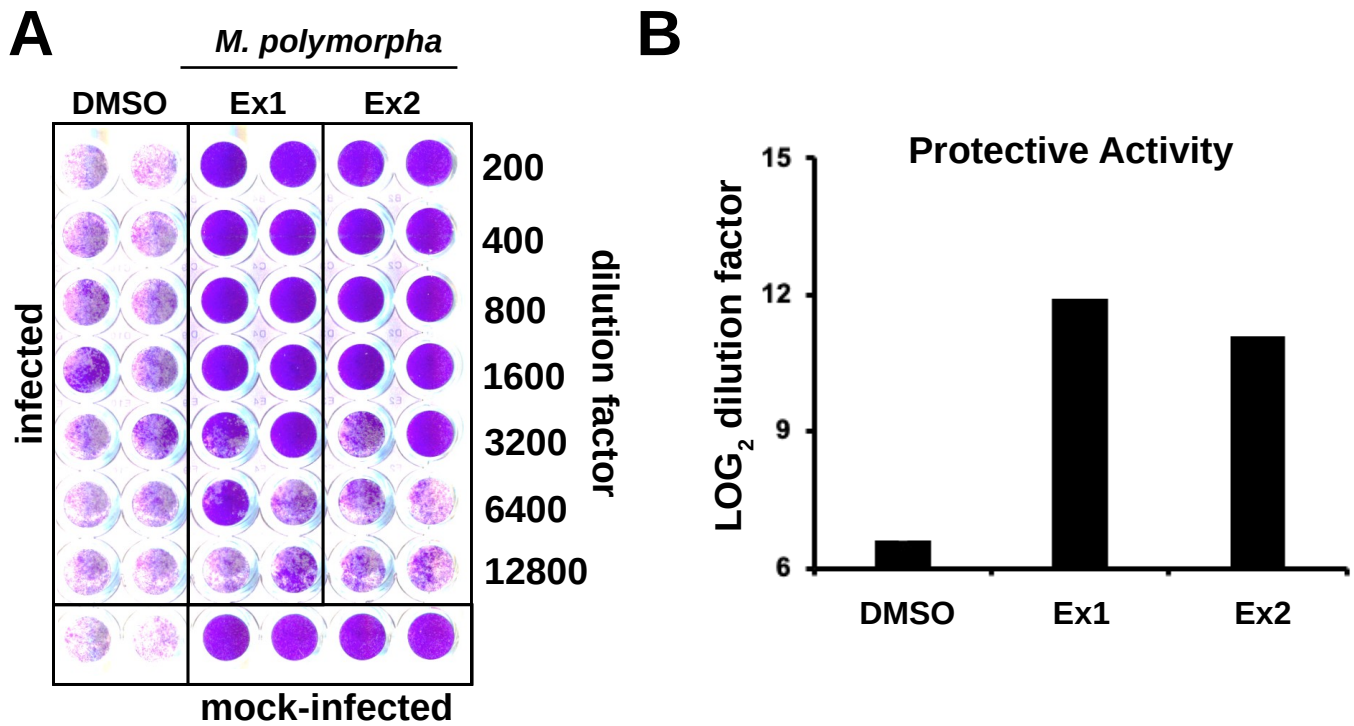 A
M. polymorpha
DMSO Ex1 Ex2
200
400
800
1600
3200
6400
12800
infected
dilution factor
mock-infected
B
Protective Activity
LOG2 dilution factor
15
12
9
6
DMSO Ex1 Ex2